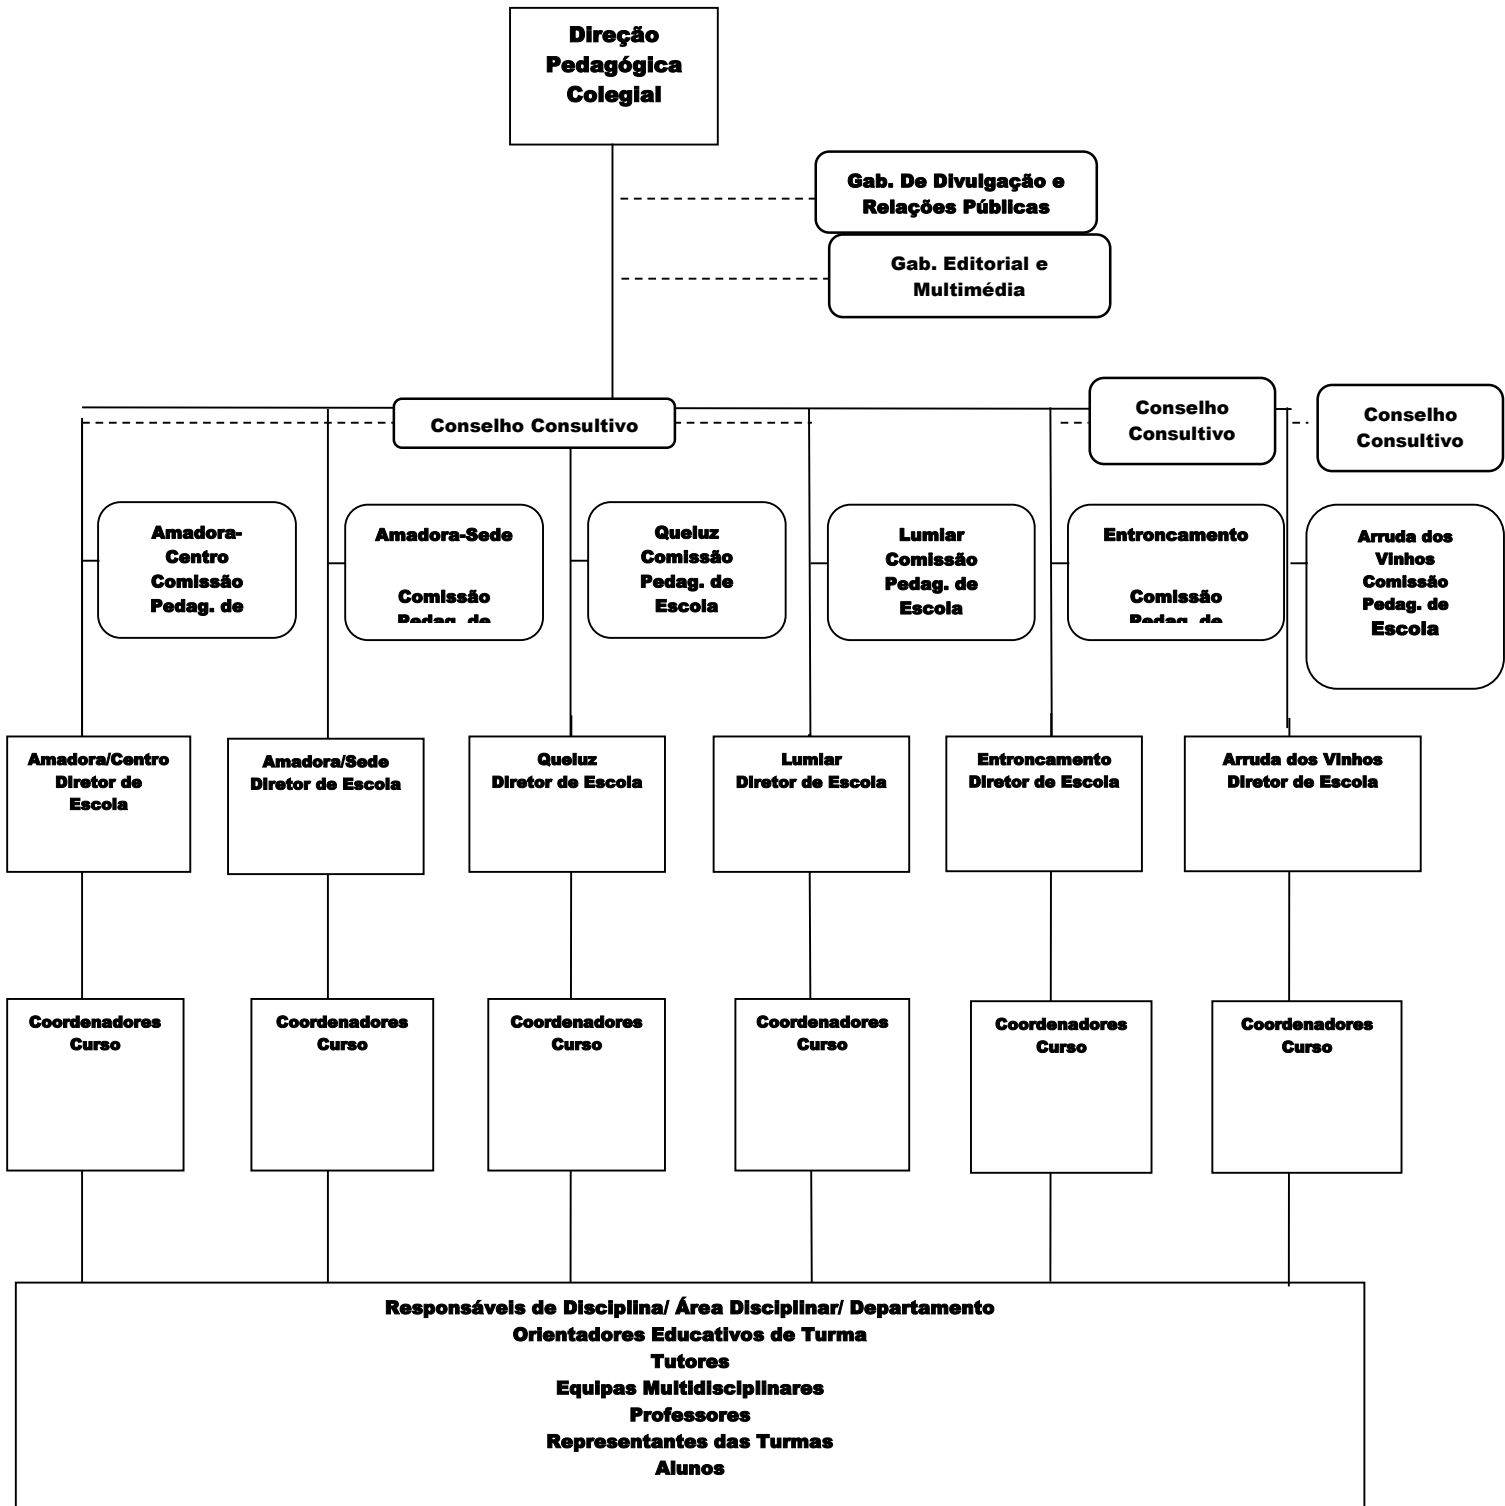 Direção
Pedagógica
Colegial
Gab. De Divulgação e
Relações Públicas
Gab. Editorial e
Multimédia
Conselho Consultivo
Conselho
Consultivo
Conselho
Consultivo
Amadora-
Centro
Comissão
Pedag. de
Amadora-Sede
Comissão
Pedag. de
Queluz
Comissão
Pedag. de
Escola
Lumiar
Comissão
Pedag. de
Escola
Entroncamento
Comissão
Pedag. de
Arruda dos
Vinhos
Comissão
Pedag. de
Escola
Amadora/Centro
Diretor de
Escola
Amadora/Sede
Diretor de Escola
Queluz
Diretor de Escola
Lumiar
Diretor de Escola
Entroncamento
Diretor de Escola
Arruda dos Vinhos
Diretor de Escola
Coordenadores
Curso
Coordenadores
Curso
Coordenadores
Curso
Coordenadores
Curso
Coordenadores
Curso
Coordenadores
Curso
Responsáveis de Disciplina/ Área Disciplinar/ Departamento
Orientadores Educativos de Turma
Tutores
Equipas Multidisciplinares
Professores
Representantes das Turmas
Alunos